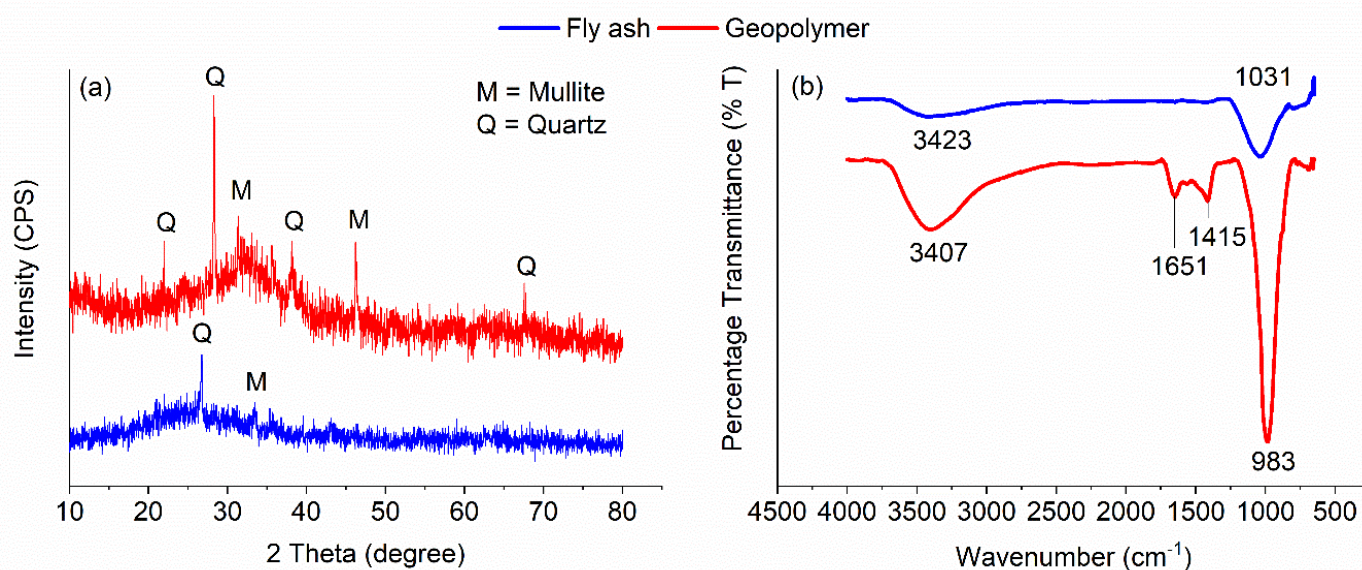 Fly ash Geopolymer
(a)
M = Mullite
Q = Quartz
Q
Q
M
Q
M
Q
Q
M
Intensity (CPS)
10 20 30 40 50 60 70 80
2 Theta (degree)
(b)
1031
3423
3407
1651
1415
983
Percentage Transmittance (% T)
4500 4000 3500 3000 2500 2000 1500 1000 500
Wavenumber (cm⁻¹)